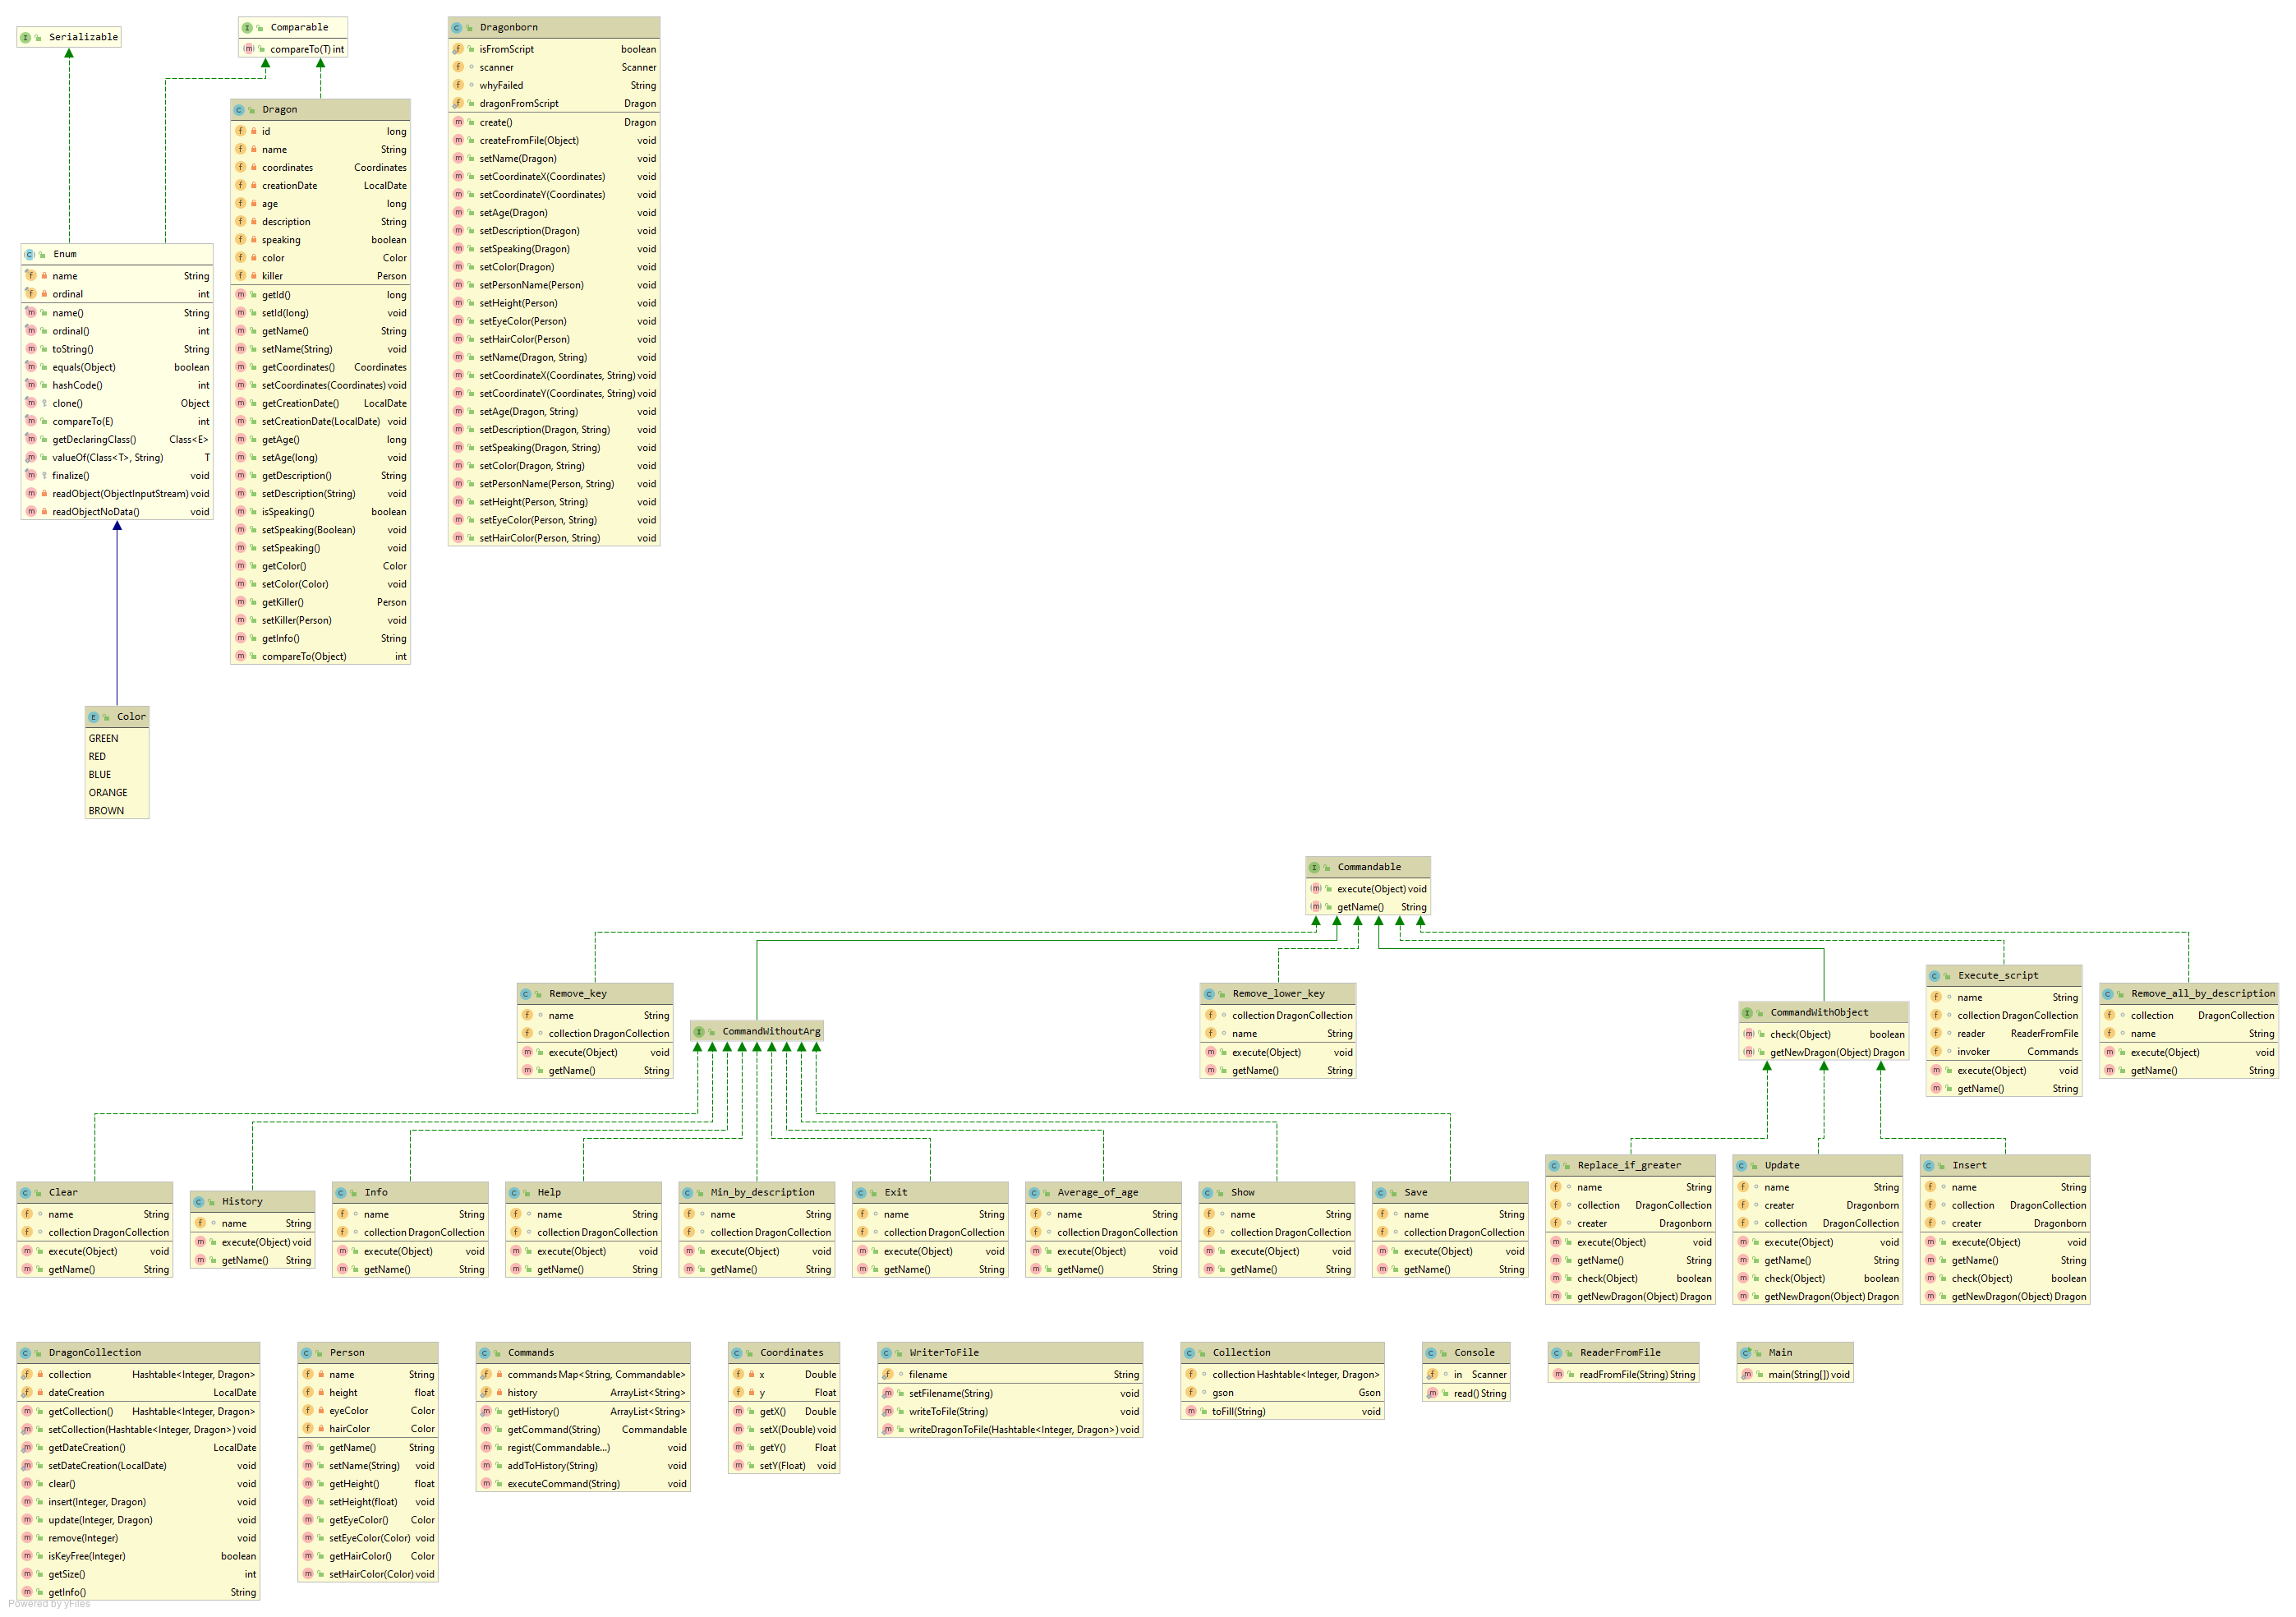 Serializable
Comparable
compareTo(T) int
Dragonborn
isFromScript boolean
scanner Scanner
whyFailed String
dragonFromScript Dragon
create() Dragon
createFromFile(Object) void
setName(Dragon) void
setCoordinateX(Coordinates) void
setCoordinateY(Coordinates) void
setAge(Dragon) void
setDescription(Dragon) void
setSpeaking(Dragon) void
setColor(Dragon) void
setPersonName(Person) void
setHeight(Person) void
setEyeColor(Person) void
setHairColor(Person) void
setName(Dragon, String) void
setCoordinateX(Coordinates, String) void
setCoordinateY(Coordinates, String) void
setAge(Dragon, String) void
setDescription(Dragon, String) void
setSpeaking(Dragon, String) void
setColor(Dragon, String) void
setPersonName(Person, String) void
setHeight(Person, String) void
setEyeColor(Person, String) void
setHairColor(Person, String) void
Dragon
id long
name String
coordinates Coordinates
creationDate LocalDate
age long
description String
speaking boolean
color Color
killer Person
getId() long
setId(long) void
getName() String
setName(String) void
getCoordinates() Coordinates
setCoordinates(Coordinates) void
getCreationDate() LocalDate
setCreationDate(LocalDate) void
getAge() long
setAge(long) void
getDescription() String
setDescription(String) void
isSpeaking() boolean
setSpeaking(Boolean) void
setSpeaking() void
getColor() Color
setColor(Color) void
getKiller() Person
setKiller(Person) void
getInfo() String
compareTo(Object) int
Enum
name String
ordinal int
name() String
ordinal() int
toString() String
equals(Object) boolean
hashCode() int
clone() Object
compareTo(E) int
getDeclaringClass() Class<E>
valueOf(Class<T>, String) T
finalize() void
readObject(ObjectInputStream) void
readObjectNoData() void
Color
GREEN
RED
BLUE
ORANGE
BROWN
Commandable
execute(Object) void
getName() String
Remove_key
name String
collection DragonCollection
execute(Object) void
getName() String
CommandWithoutArg
Remove_lower_key
collection DragonCollection
name String
execute(Object) void
getName() String
CommandWithObject
check(Object) boolean
getNewDragon(Object) Dragon
Execute_script
name String
collection DragonCollection
reader ReaderFromFile
invoker Commands
execute(Object) void
getName() String
Remove_all_by_description
collection DragonCollection
name String
execute(Object) void
getName() String
Clear
name String
collection DragonCollection
execute(Object) void
getName() String
History
name String
execute(Object) void
getName() String
Info
name String
collection DragonCollection
execute(Object) void
getName() String
Help
name String
collection DragonCollection
execute(Object) void
getName() String
Min_by_description
name String
collection DragonCollection
execute(Object) void
getName() String
Exit
name String
collection DragonCollection
execute(Object) void
getName() String
Average_of_age
name String
collection DragonCollection
execute(Object) void
getName() String
Show
name String
collection DragonCollection
execute(Object) void
getName() String
Save
name String
collection DragonCollection
execute(Object) void
getName() String
Replace_if_greater
name String
collection DragonCollection
creater Dragonborn
execute(Object) void
getName() String
check(Object) boolean
getNewDragon(Object) Dragon
Update
name String
creater Dragonborn
collection DragonCollection
execute(Object) void
getName() String
check(Object) boolean
getNewDragon(Object) Dragon
Insert
name String
collection DragonCollection
creater Dragonborn
execute(Object) void
getName() String
check(Object) boolean
getNewDragon(Object) Dragon
DragonCollection
collection Hashtable<Integer, Dragon>
dateCreation LocalDate
getCollection() Hashtable<Integer, Dragon>
setCollection(Hashtable<Integer, Dragon>) void
getDateCreation() LocalDate
setDateCreation(LocalDate) void
clear() void
insert(Integer, Dragon) void
update(Integer, Dragon) void
remove(Integer) void
isKeyFree(Integer) boolean
getSize() int
getInfo() String
Person
name String
height float
eyeColor Color
hairColor Color
getName() String
setName(String) void
getHeight() float
setHeight(float) void
getEyeColor() Color
setEyeColor(Color) void
getHairColor() Color
setHairColor(Color) void
Commands
commands Map<String, Commandable>
history ArrayList<String>
getHistory() ArrayList<String>
getCommand(String) Commandable
regist(Commandable...) void
addToHistory(String) void
executeCommand(String) void
Coordinates
x Double
y Float
getX() Double
setX(Double) void
getY() Float
setY(Float) void
WriterToFile
filename String
setFilename(String) void
writeToFile(String) void
writeDragonToFile(Hashtable<Integer, Dragon>) void
Collection
collection Hashtable<Integer, Dragon>
gson Gson
toFill(String) void
Console
in Scanner
read() String
ReaderFromFile
readFromFile(String) String
Main
main(String[]) void
Powered by yFiles